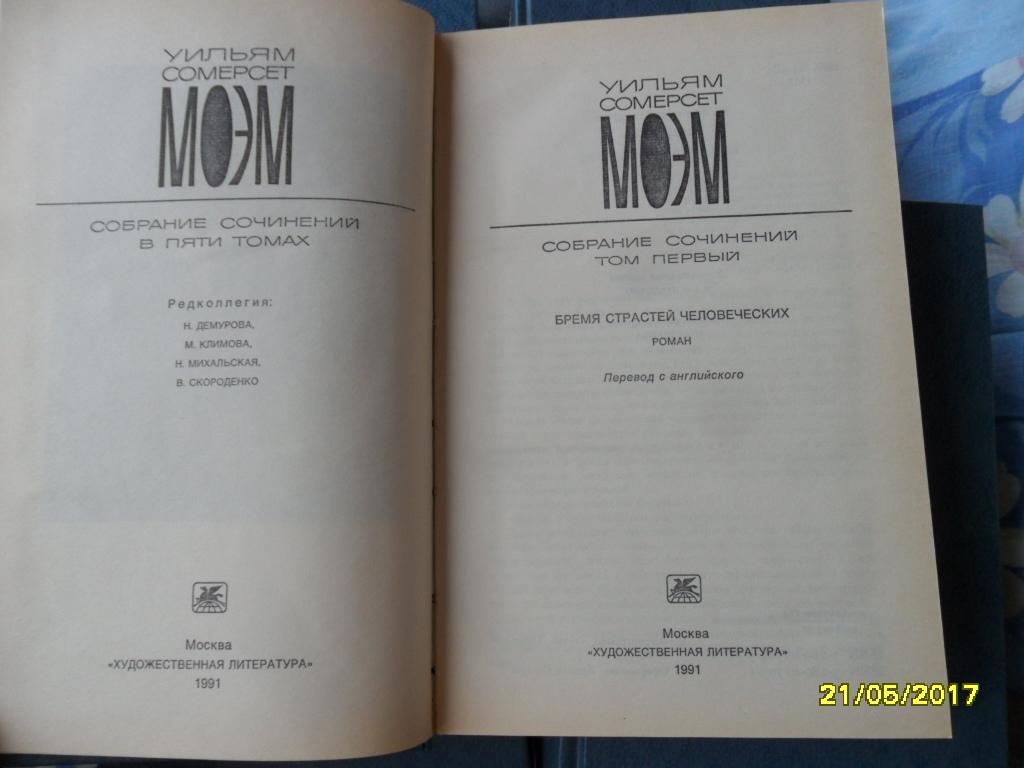 УИЛЬЯМ
СОМЕРСЕТ
МОЭМ
СОБРАНИЕ СОЧИНЕНИЙ
В ПЯТИ ТОМАХ
Редколлегия:
Н. ДЕМУРОВА,
М. КЛИМОВА,
Н. МИХАЛЬСКАЯ,
В. СКОРОДЕНКО
Москва
«ХУДОЖЕСТВЕННАЯ ЛИТЕРАТУРА»
1991
УИЛЬЯМ
СОМЕРСЕТ
МОЭМ
СОБРАНИЕ СОЧИНЕНИЙ
ТОМ ПЕРВЫЙ
БРЕМЯ СТРАСТЕЙ ЧЕЛОВЕЧЕСКИХ
РОМАН
Перевод с английского
Москва
«ХУДОЖЕСТВЕННАЯ ЛИТЕРАТУРА»
1991
21/05/2017